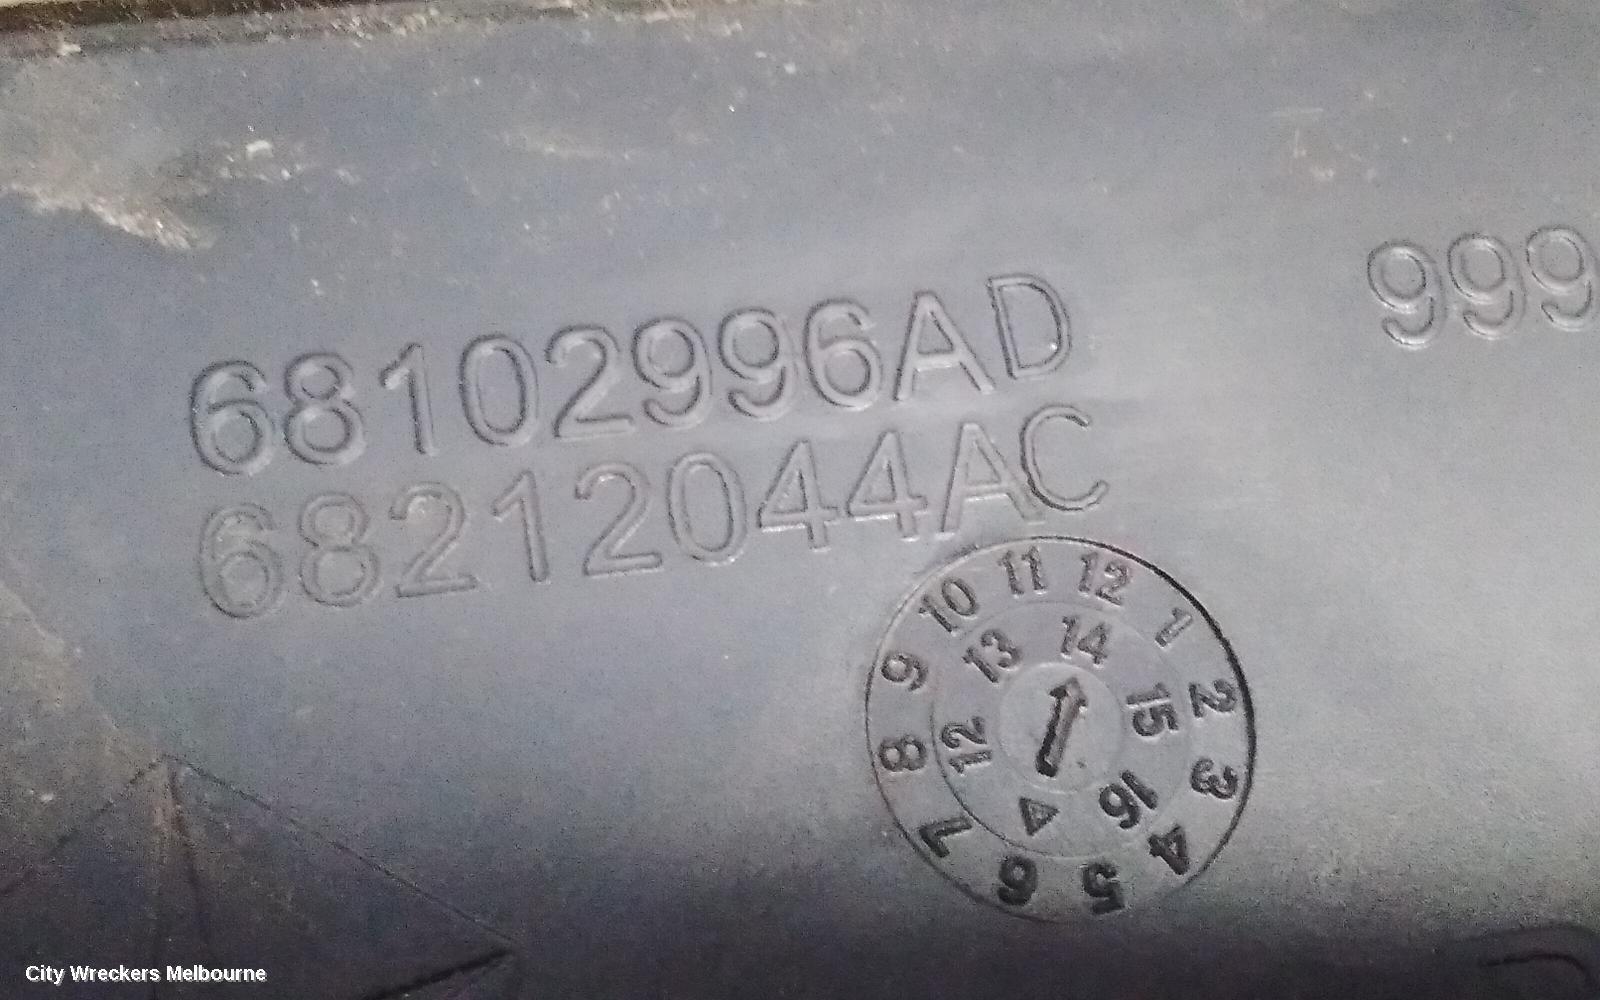 68102996AD
999
68212044AC
10 11 12 1 2 3 4 5 6 7 8 9
12 13 14 15 16
City Wreckers Melbourne